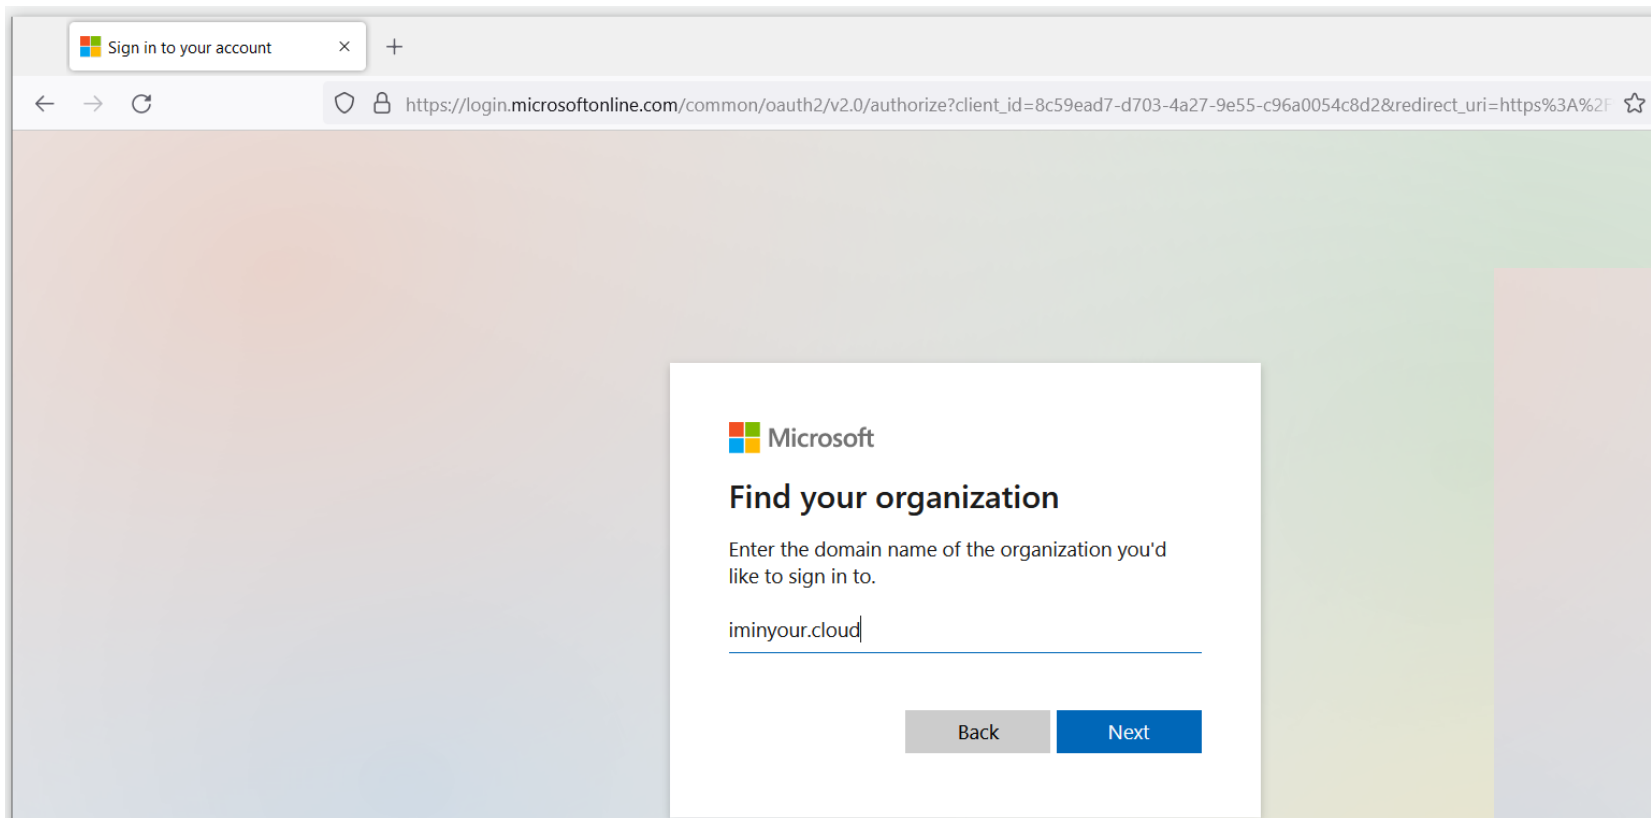 Sign in to your account
https://login.microsoftonline.com/common/oauth2/v2.0/authorize?client_id=8c59ead7-d703-4a27-9e55-c96a0054c8d2&redirect_uri=https%3A%2F
Microsoft
Find your organization
Enter the domain name of the organization you'd
like to sign in to.
iminyour.cloud
Back Next